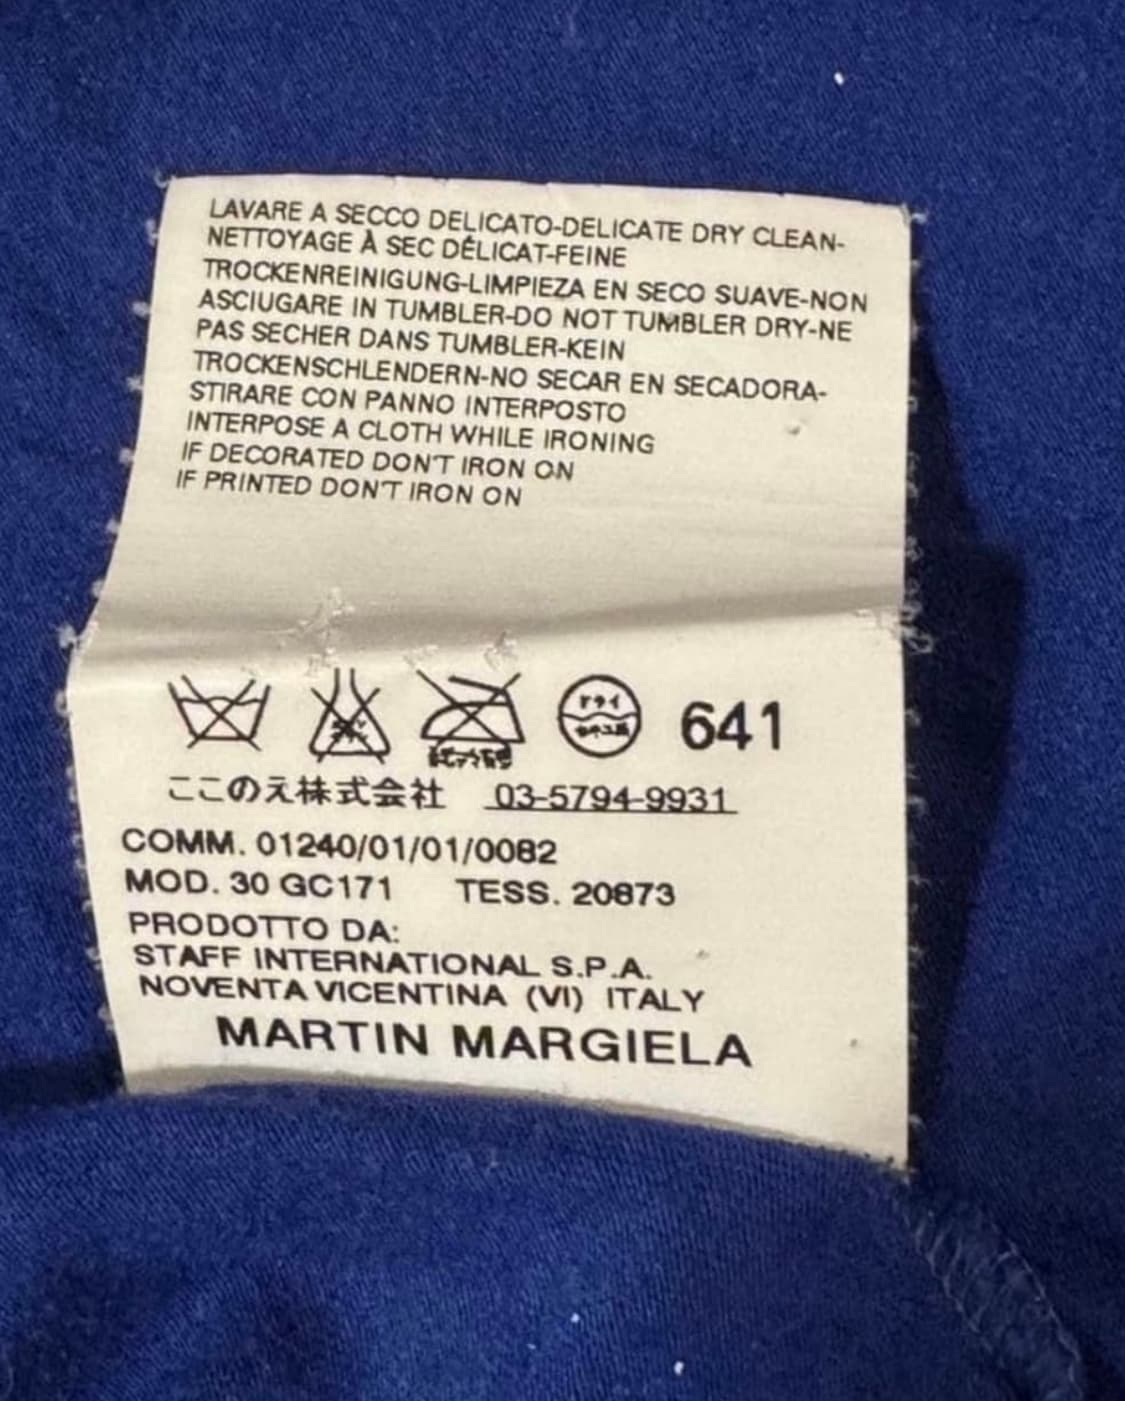 LAVARE A SECCO DELICATO-DELICATE DRY CLEAN-
NETTOYAGE À SEC DÉLICAT-FEINE
TROCKENREINIGUNG-LIMPIEZA EN SECO SUAVE-NON
ASCIUGARE IN TUMBLER-DO NOT TUMBLER DRY-NE
PAS SECHER DANS TUMBLER-KEIN
TROCKENSCHLENDERN-NO SECAR EN SECADORA-
STIRARE CON PANNO INTERPOSTO
INTERPOSE A CLOTH WHILE IRONING
IF DECORATED DON'T IRON ON
IF PRINTED DON'T IRON ON
ドライ
641
ここのえ株式会社 03-5794-9931
COMM. 01240/01/01/0082
MOD. 30 GC171 TESS. 20873
PRODOTTO DA:
STAFF INTERNATIONAL S.P.A.
NOVENTA VICENTINA (VI) ITALY
MARTIN MARGIELA